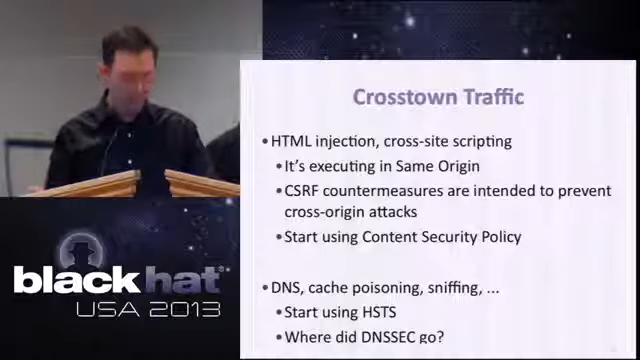 Crosstown Traffic
• HTML injection, cross-site scripting
• It's executing in Same Origin
• CSRF countermeasures are intended to prevent
cross-origin attacks
• Start using Content Security Policy
• DNS, cache poisoning, sniffing, ...
• Start using HSTS
• Where did DNSSEC go?
black hat®
USA 2013